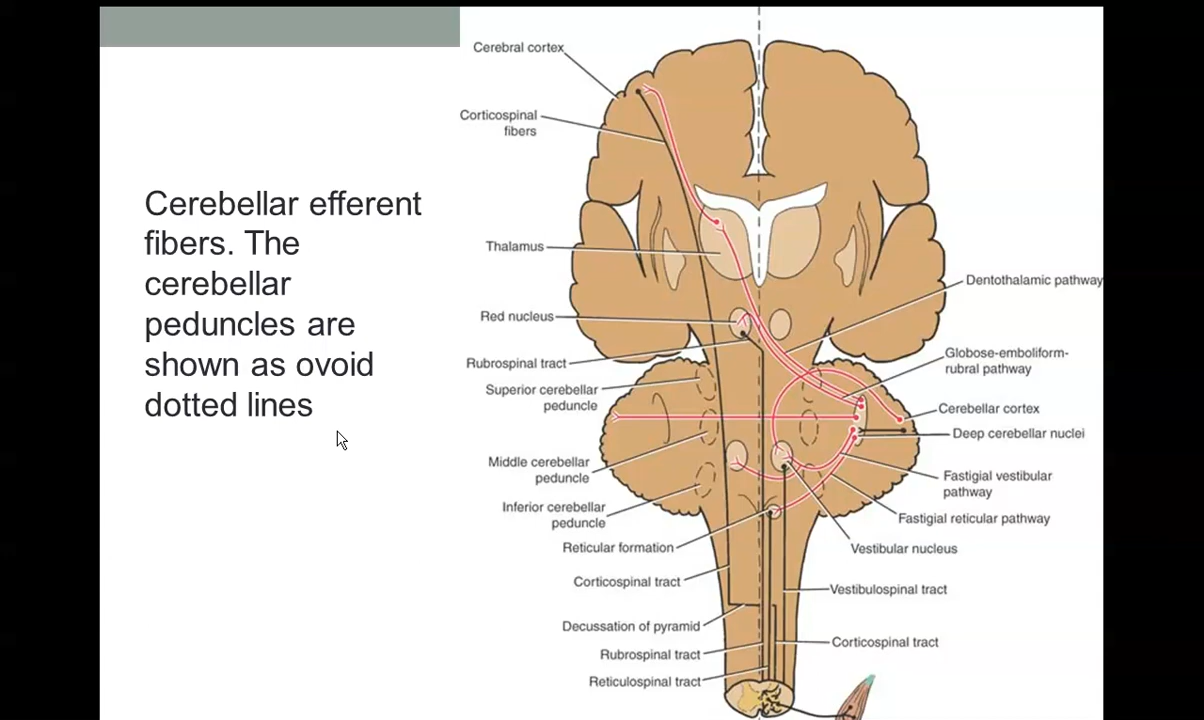 Cerebellar efferent
fibers. The
cerebellar
peduncles are
shown as ovoid
dotted lines
Cerebral cortex
Corticospinal
fibers
Thalamus
Red nucleus
Rubrospinal tract
Superior cerebellar
peduncle
Middle cerebellar
peduncle
Inferior cerebellar
peduncle
Reticular formation
Corticospinal tract
Decussation of pyramid
Rubrospinal tract
Reticulospinal tract
Dentothalamic pathway
Globose-emboliform-
rubral pathway
Cerebellar cortex
Deep cerebellar nuclei
Fastigial vestibular
pathway
Fastigial reticular pathway
Vestibular nucleus
Vestibulospinal tract
Corticospinal tract